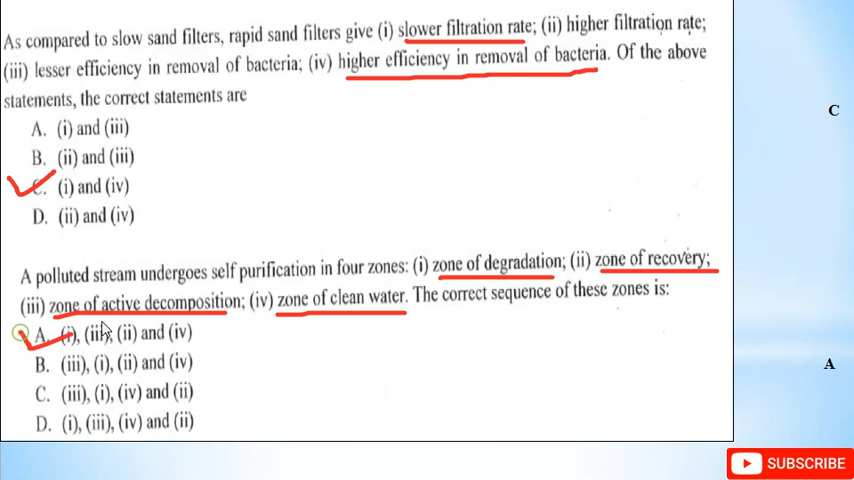 As compared to slow sand filters, rapid sand filters give (i) slower filtration rate; (ii) higher filtration rate;
(iii) lesser efficiency in removal of bacteria; (iv) higher efficiency in removal of bacteria. Of the above
statements, the correct statements are
A. (i) and (iii)
B. (ii) and (iii)
C. (i) and (iv)
D. (ii) and (iv)
C
A polluted stream undergoes self purification in four zones: (i) zone of degradation; (ii) zone of recovery;
(iii) zone of active decomposition; (iv) zone of clean water. The correct sequence of these zones is:
A. (i), (iii), (ii) and (iv)
B. (iii), (i), (ii) and (iv)
C. (iii), (i), (iv) and (ii)
D. (i), (iii), (iv) and (ii)
A
SUBSCRIBE